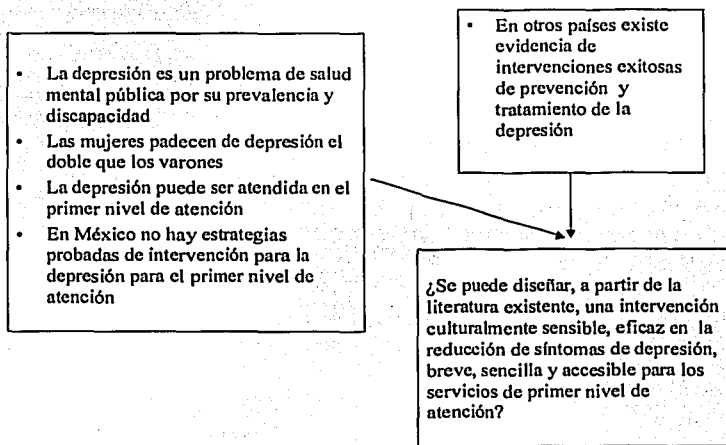 • La depresión es un problema de salud
mental pública por su prevalencia y
discapacidad
• Las mujeres padecen de depresión el
doble que los varones
• La depresión puede ser atendida en el
primer nivel de atención
• En México no hay estrategias
probadas de intervención para la
depresión para el primer nivel de
atención
• En otros países existe
evidencia de
intervenciones exitosas
de prevención y
tratamiento de la
depresión
¿Se puede diseñar, a partir de la
literatura existente, una intervención
culturalmente sensible, eficaz en la
reducción de síntomas de depresión,
breve, sencilla y accesible para los
servicios de primer nivel de
atención?